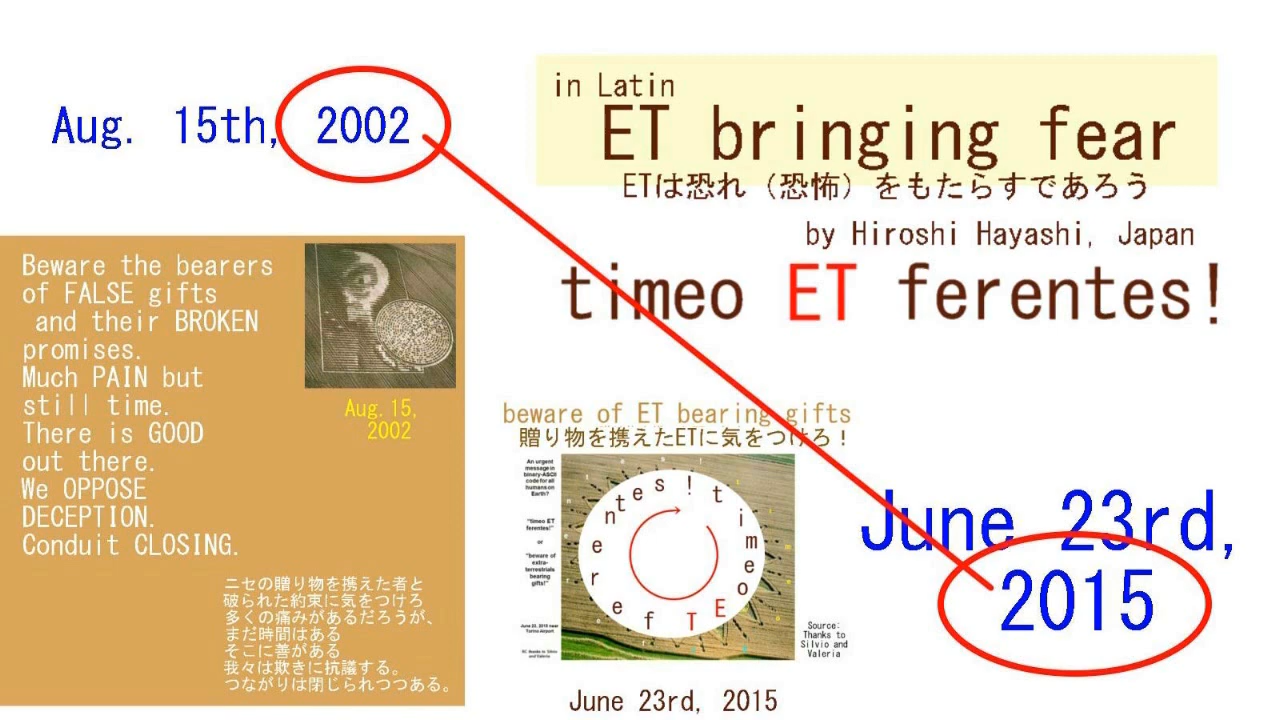 Aug. 15th, 2002
in Latin
ET bringing fear
ETは恐れ（恐怖）をもたらすであろう
by Hiroshi Hayashi, Japan
timeo ET ferentes!
Beware the bearers
of FALSE gifts
and their BROKEN
promises.
Much PAIN but
still time.
There is GOOD
out there.
We OPPOSE
DECEPTION.
Conduit CLOSING.
Aug.15,
2002
ニセの贈り物を携えた者と
破られた約束に気をつけろ
多くの痛みがあるだろうが、
まだ時間はある
そこに善がある
我々は欺きに抗議する。
つながりは閉じられつつある。
beware of ET bearing gifts
贈り物を携えたETに気をつけろ！
An urgent
message in
binary-ASCII
code for all
humans on
Earth?
"timeo ET
ferentes!"
or
"beware of
extra-
terrestrials
bearing
gifts!"
June 23, 2015 near
Torino Airport
timeo ET ferentes!
Source:
Thanks to
Silvio and
Valeria
June 23rd, 2015
June 23rd,
2015